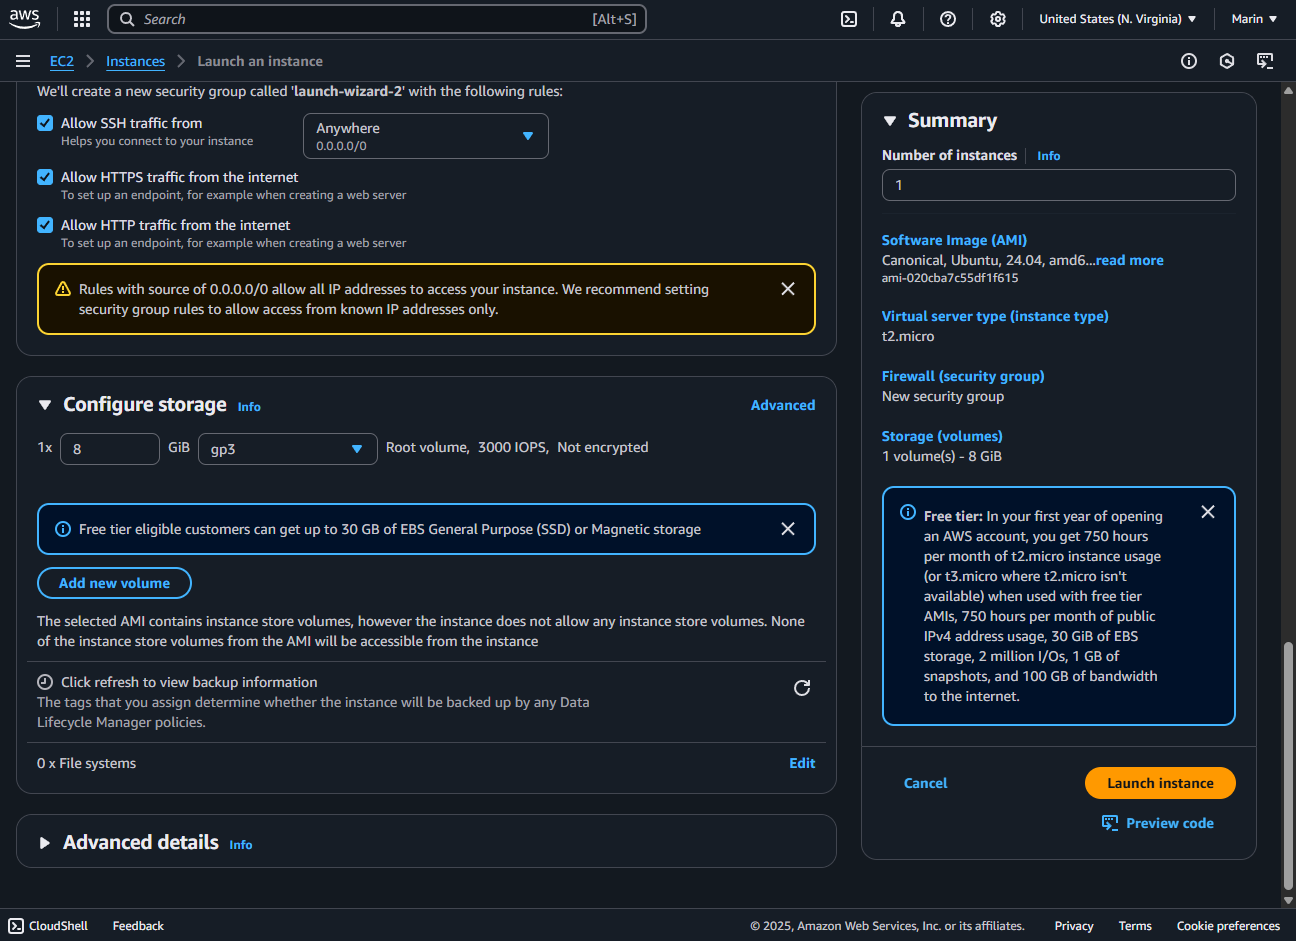 aws
Search [Alt+S]
United States (N. Virginia)
Marin
EC2
Instances
Launch an instance
We'll create a new security group called 'launch-wizard-2' with the following rules:
Allow SSH traffic from
Helps you connect to your instance
Anywhere
0.0.0.0/0
Allow HTTPS traffic from the internet
To set up an endpoint, for example when creating a web server
Allow HTTP traffic from the internet
To set up an endpoint, for example when creating a web server
Rules with source of 0.0.0.0/0 allow all IP addresses to access your instance. We recommend setting
security group rules to allow access from known IP addresses only.
Configure storage Info
Advanced
1x 8 GiB gp3 Root volume, 3000 IOPS, Not encrypted
Free tier eligible customers can get up to 30 GB of EBS General Purpose (SSD) or Magnetic storage
Add new volume
The selected AMI contains instance store volumes, however the instance does not allow any instance store volumes. None
of the instance store volumes from the AMI will be accessible from the instance
Click refresh to view backup information
The tags that you assign determine whether the instance will be backed up by any Data
Lifecycle Manager policies.
0 x File systems
Edit
Advanced details Info
Summary
Number of instances Info
1
Software Image (AMI)
Canonical, Ubuntu, 24.04, amd6...read more
ami-020cba7c55df1f615
Virtual server type (instance type)
t2.micro
Firewall (security group)
New security group
Storage (volumes)
1 volume(s) - 8 GiB
Free tier: In your first year of opening
an AWS account, you get 750 hours
per month of t2.micro instance usage
(or t3.micro where t2.micro isn't
available) when used with free tier
AMIs, 750 hours per month of public
IPv4 address usage, 30 GiB of EBS
storage, 2 million I/Os, 1 GB of
snapshots, and 100 GB of bandwidth
to the internet.
Cancel
Launch instance
Preview code
CloudShell
Feedback
© 2025, Amazon Web Services, Inc. or its affiliates.
Privacy
Terms
Cookie preferences